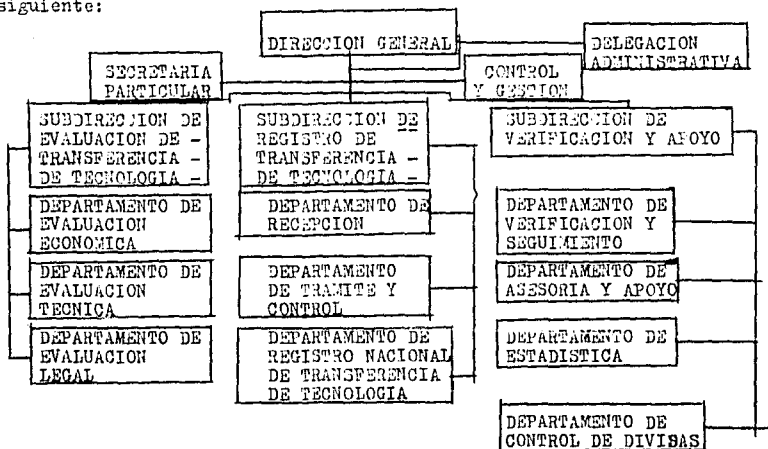 siguiente:
DIRECCION GENERAL
DELEGACION
ADMINISTRATIVA
SECRETARIA
PARTICULAR
CONTROL
Y GESTION
SUBDIRECCION DE
EVALUACION DE -
TRANSFERENCIA -
DE TECNOLOGIA -
DEPARTAMENTO DE
EVALUACION
ECONOMICA
DEPARTAMENTO DE
EVALUACION
TECNICA
DEPARTAMENTO DE
EVALUACION
LEGAL
SUBDIRECCION DE
REGISTRO DE
TRANSFERENCIA -
DE TECNOLOGIA -
DEPARTAMENTO DE
RECEPCION
DEPARTAMENTO
DE TRAMITE Y
CONTROL
DEPARTAMENTO DE
REGISTRO NACIONAL
DE TRANSFERENCIA
DE TECNOLOGIA
SUBDIRECCION DE
VERIFICACION Y APOYO
DEPARTAMENTO DE
VERIFICACION Y
SEGUIMIENTO
DEPARTAMENTO DE
ASESORIA Y APOYO
DEPARTAMENTO DE
ESTADISTICA
DEPARTAMENTO DE
CONTROL DE DIVISAS